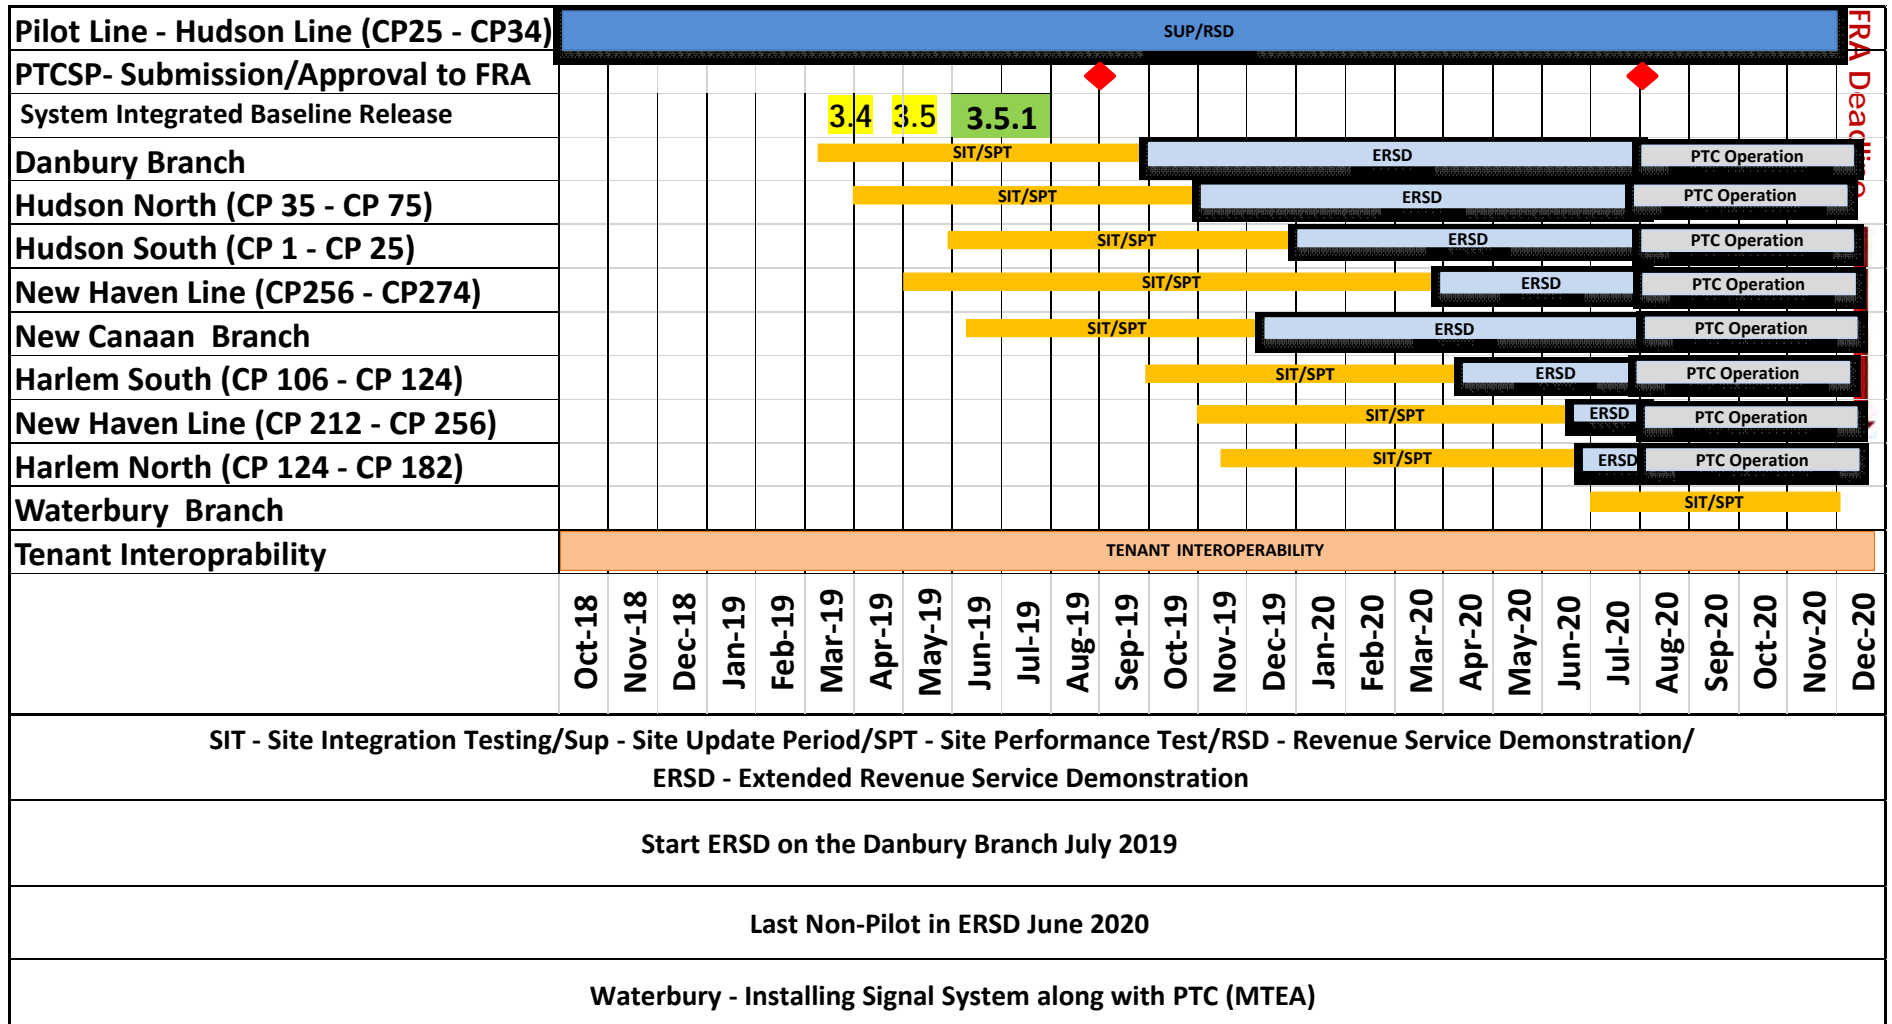 Pilot Line - Hudson Line (CP25 - CP34)
SUP/RSD
FRA Deadline
PTCSP- Submission/Approval to FRA
System Integrated Baseline Release
3.4
3.5
3.5.1
Danbury Branch
SIT/SPT
ERSD
PTC Operation
Hudson North (CP 35 - CP 75)
SIT/SPT
ERSD
PTC Operation
Hudson South (CP 1 - CP 25)
SIT/SPT
ERSD
PTC Operation
New Haven Line (CP256 - CP274)
SIT/SPT
ERSD
PTC Operation
New Canaan Branch
SIT/SPT
ERSD
PTC Operation
Harlem South (CP 106 - CP 124)
SIT/SPT
ERSD
PTC Operation
New Haven Line (CP 212 - CP 256)
SIT/SPT
ERSD
PTC Operation
Harlem North (CP 124 - CP 182)
SIT/SPT
ERSD
PTC Operation
Waterbury Branch
SIT/SPT
Tenant Interoprability
TENANT INTEROPERABILITY
Oct-18
Nov-18
Dec-18
Jan-19
Feb-19
Mar-19
Apr-19
May-19
Jun-19
Jul-19
Aug-19
Sep-19
Oct-19
Nov-19
Dec-19
Jan-20
Feb-20
Mar-20
Apr-20
May-20
Jun-20
Jul-20
Aug-20
Sep-20
Oct-20
Nov-20
Dec-20
SIT - Site Integration Testing/Sup - Site Update Period/SPT - Site Performance Test/RSD - Revenue Service Demonstration/
ERSD - Extended Revenue Service Demonstration
Start ERSD on the Danbury Branch July 2019
Last Non-Pilot in ERSD June 2020
Waterbury - Installing Signal System along with PTC (MTEA)